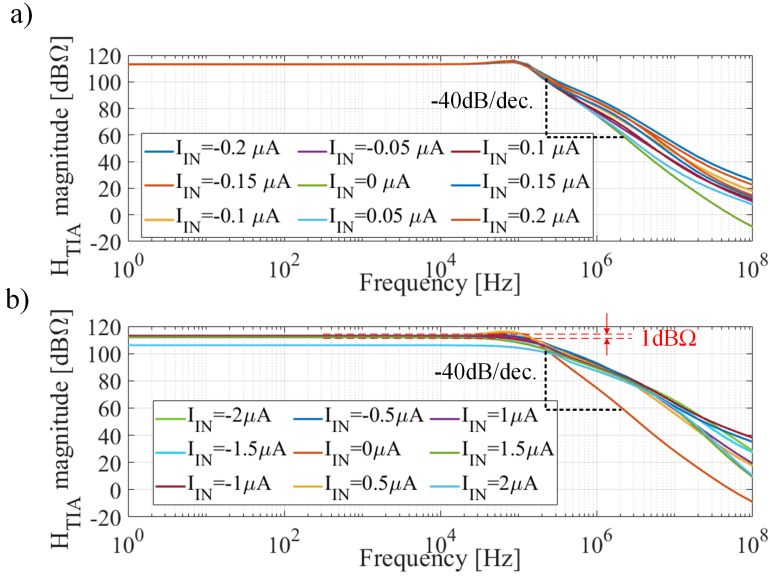 a)
H_TIA magnitude [dBΩ]
120
100
80
60
40
20
0
-20
-40dB/dec.
I_IN=-0.2 μA I_IN=-0.05 μA I_IN=0.1 μA
I_IN=-0.15 μA I_IN=0 μA I_IN=0.15 μA
I_IN=-0.1 μA I_IN=0.05 μA I_IN=0.2 μA
10^0 10^2 10^4 10^6 10^8
Frequency [Hz]
b)
H_TIA magnitude [dBΩ]
120
100
80
60
40
20
0
-20
1dBΩ
-40dB/dec.
I_IN=-2μA I_IN=-0.5μA I_IN=1μA
I_IN=-1.5μA I_IN=0μA I_IN=1.5μA
I_IN=-1μA I_IN=0.5μA I_IN=2μA
10^0 10^2 10^4 10^6 10^8
Frequency [Hz]